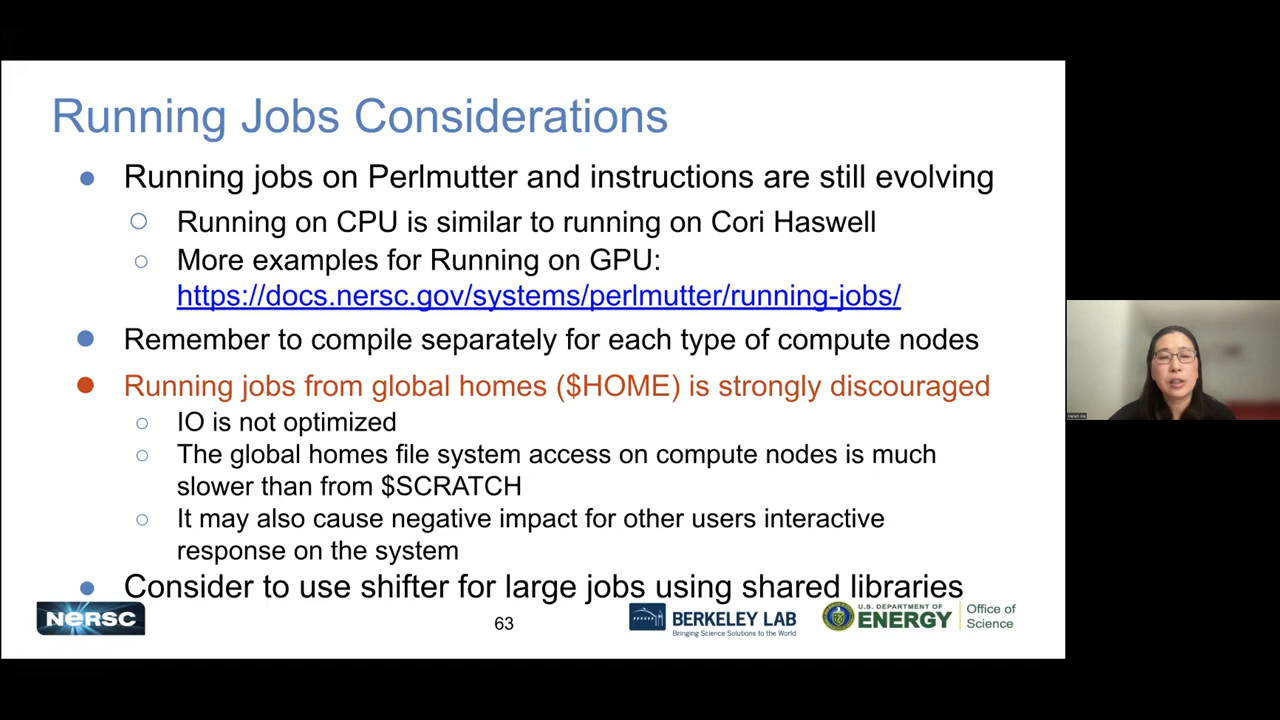 Running Jobs Considerations
● Running jobs on Perlmutter and instructions are still evolving
○ Running on CPU is similar to running on Cori Haswell
○ More examples for Running on GPU:
https://docs.nersc.gov/systems/perlmutter/running-jobs/
● Remember to compile separately for each type of compute nodes
● Running jobs from global homes ($HOME) is strongly discouraged
○ IO is not optimized
○ The global homes file system access on compute nodes is much
slower than from $SCRATCH
○ It may also cause negative impact for other users interactive
response on the system
● Consider to use shifter for large jobs using shared libraries
NERSC
63
BERKELEY LAB
Bringing Science Solutions to the World
U.S. DEPARTMENT OF
ENERGY
Office of
Science